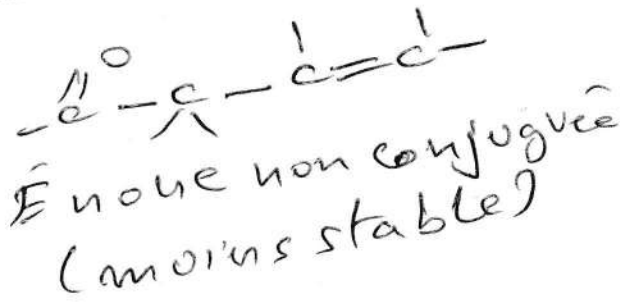 O
- C - C - C = C -
Énone non conjuguée
(moins stable)